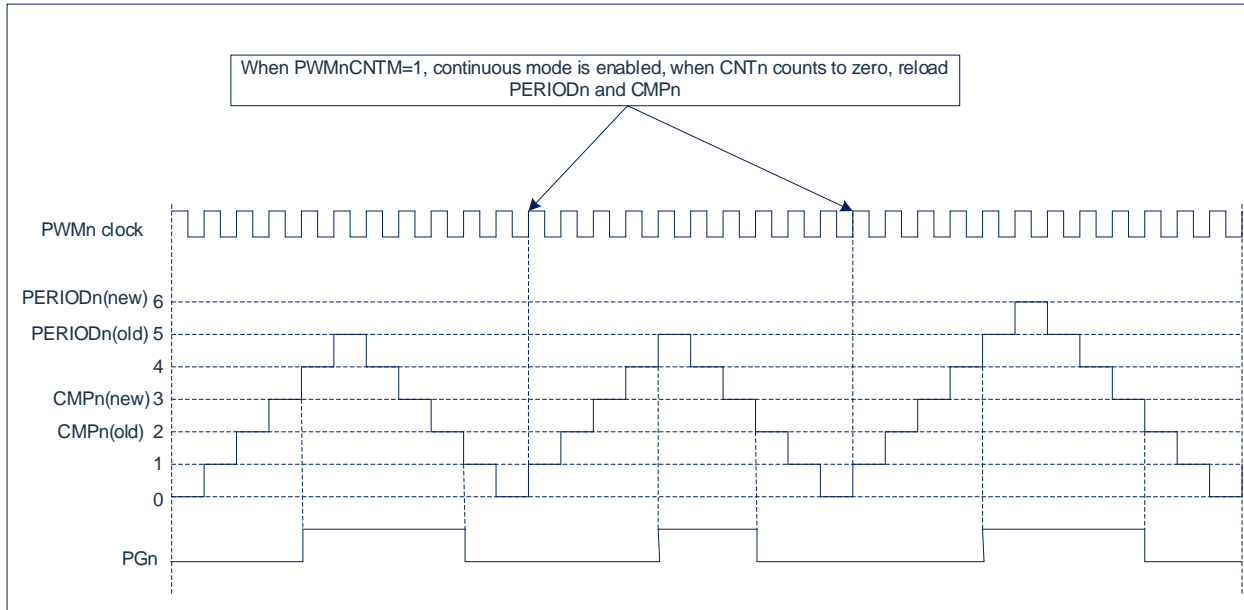 When PWMnCNTM=1, continuous mode is enabled, when CNTn counts to zero, reload
PERIODn and CMPn
PWMn clock
PERIODn(new) 6
PERIODn(old) 5
4
CMPn(new) 3
CMPn(old) 2
1
0
PGn